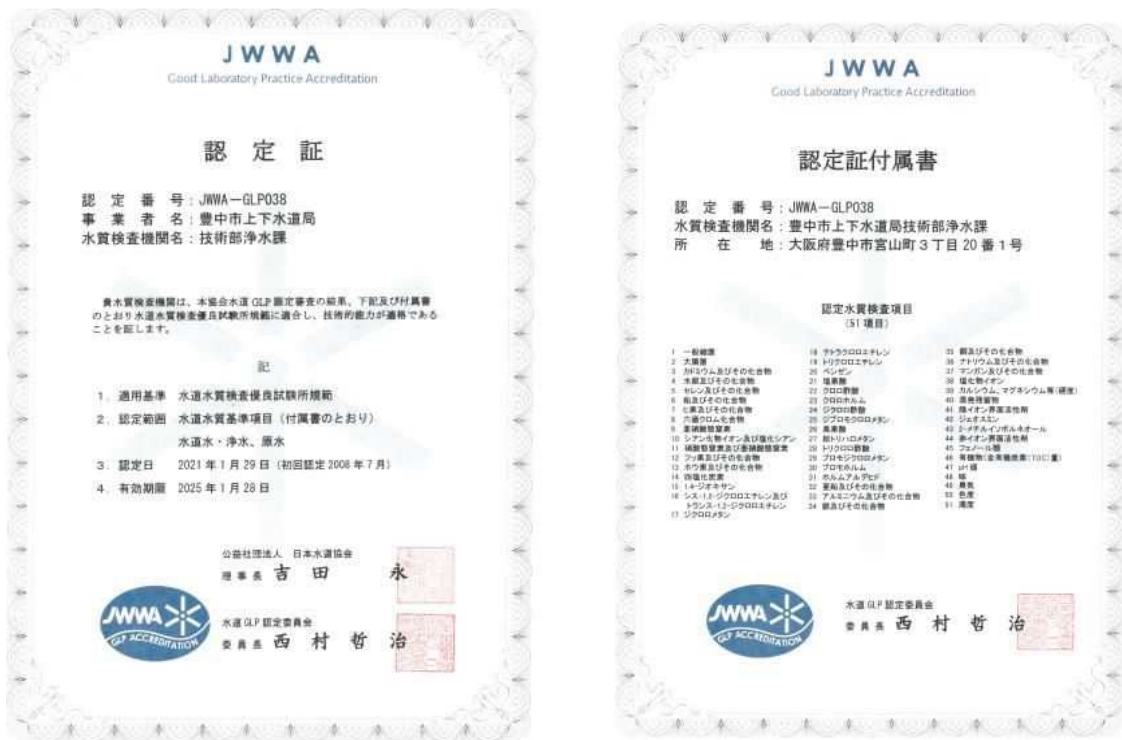 JWWA
Good Laboratory Practice Accreditation
認定証
認定番号：JWWA－GLP038
事業者名：豊中市上下水道局
水質検査機関名：技術部浄水課
貴水質検査機関は、本協会水道 GLP 認定審査の結果、下記及び付属書
のとおり水道水質検査優良試験所規範に適合し、技術的能力が適格である
ことを証します。
記
1．適用基準　水道水質検査優良試験所規範
2．認定範囲　水道水質基準項目（付属書のとおり）
水道水・浄水、原水
3．認定日　2021年1月29日（初回認定2008年7月）
4．有効期限　2025年1月28日
公益社団法人　日本水道協会
理事長 吉田　永
水道 GLP 認定委員会
委員長 西村哲治
JWWA
GLP ACCREDITATION
JWWA
Good Laboratory Practice Accreditation
認定証付属書
認定番号：JWWA－GLP038
水質検査機関名：豊中市上下水道局技術部浄水課
所在地：大阪府豊中市宮山町3丁目20番1号
認定水質検査項目
（51項目）
1　一般細菌
2　大腸菌
3　カドミウム及びその化合物
4　水銀及びその化合物
5　セレン及びその化合物
6　鉛及びその化合物
7　ヒ素及びその化合物
8　六価クロム化合物
9　亜硝酸態窒素
10　シアン化物イオン及び塩化シアン
11　硝酸態窒素及び亜硝酸態窒素
12　フッ素及びその化合物
13　ホウ素及びその化合物
14　四塩化炭素
15　1,4-ジオキサン
16　シス-1,2-ジクロロエチレン及び
トランス-1,2-ジクロロエチレン
17　ジクロロメタン
18　テトラクロロエチレン
19　トリクロロエチレン
20　ベンゼン
21　塩素酸
22　クロロ酢酸
23　クロロホルム
24　ジクロロ酢酸
25　ジブロモクロロメタン
26　臭素酸
27　総トリハロメタン
28　トリクロロ酢酸
29　ブロモジクロロメタン
30　ブロモホルム
31　ホルムアルデヒド
32　亜鉛及びその化合物
33　アルミニウム及びその化合物
34　鉄及びその化合物
35　銅及びその化合物
36　ナトリウム及びその化合物
37　マンガン及びその化合物
38　塩化物イオン
39　カルシウム、マグネシウム等（硬度）
40　蒸発残留物
41　陰イオン界面活性剤
42　ジェオスミン
43　2-メチルイソボルネオール
44　非イオン界面活性剤
45　フェノール類
46　有機物（全有機炭素（TOC）量）
47　pH値
48　味
49　臭気
50　色度
51　濁度
水道 GLP 認定委員会
委員長 西村哲治
JWWA
GLP ACCREDITATION